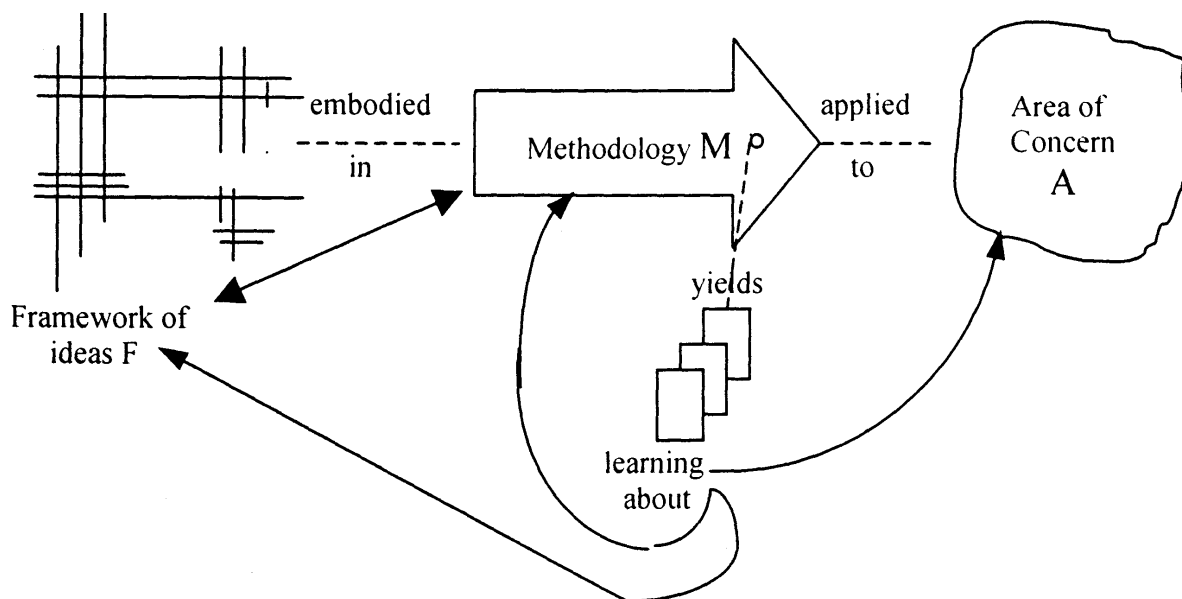 embodied
in
Methodology M
applied
to
Area of
Concern
A
yields
Framework of
ideas F
learning
about